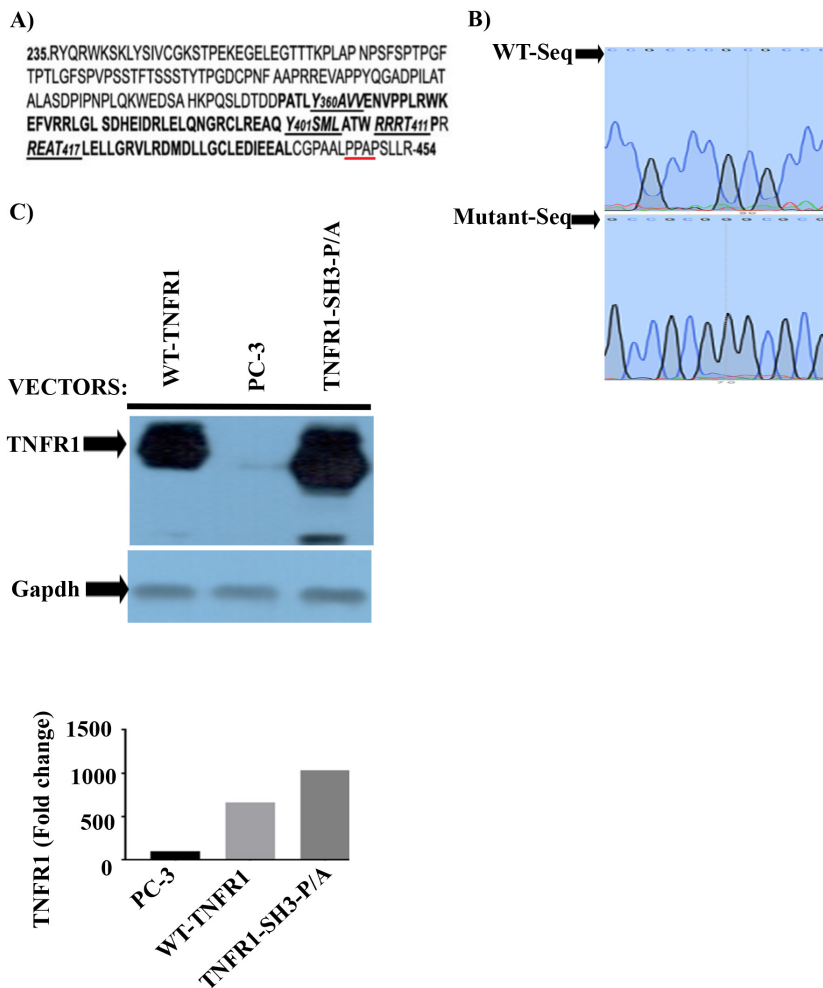 A)
235.RYQRWKSKLYSIVCGKSTPEKEGELEGTTTKPLAP NPSFSPTPGF
TPTLGFSPVPSSTFTSSSTYTPGDCPNF AAPRREVAPPYQGADPILAT
ALASDPIPNPLQKWEDSA HKPQSLDTDDPATLY360AVVENVPPLRWK
EFVRRLGLS SDHEIDRLELQNGRCLREAQ Y401SMLATW RRRT411PR
REAT417LELLGRVLRDMDLLGCLEDIEEALCGPAALPPAPSLLR-454
B)
WT-Seq
C C G C C C G C G C C
Mutant-Seq
G C C G C G G G C G C
70
C)
VECTORS:
WT-TNFR1
PC-3
TNFR1-SH3-P/A
TNFR1
Gapdh
TNFR1 (Fold change)
1500
1000
500
0
PC-3
WT-TNFR1
TNFR1-SH3-P/A